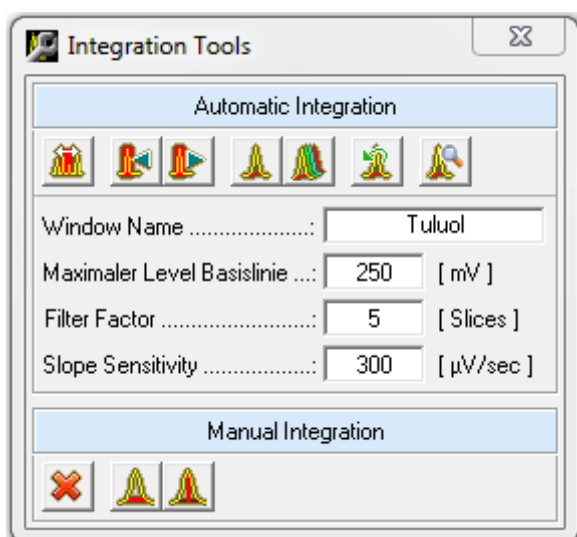 Integration Tools
Automatic Integration
Window Name ....................: Tuluol
Maximaler Level Basislinie ...: 250 [ mV ]
Filter Factor .........................: 5 [ Slices ]
Slope Sensitivity ..................: 300 [ µV/sec ]
Manual Integration